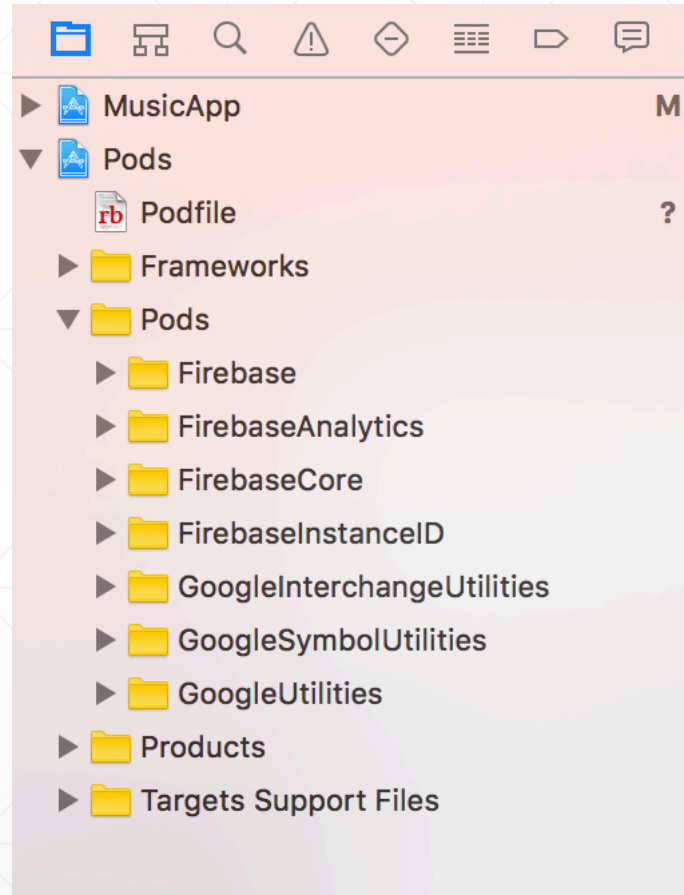 MusicApp M
Pods
rb Podfile ?
Frameworks
Pods
Firebase
FirebaseAnalytics
FirebaseCore
FirebaseInstanceID
GoogleInterchangeUtilities
GoogleSymbolUtilities
GoogleUtilities
Products
Targets Support Files